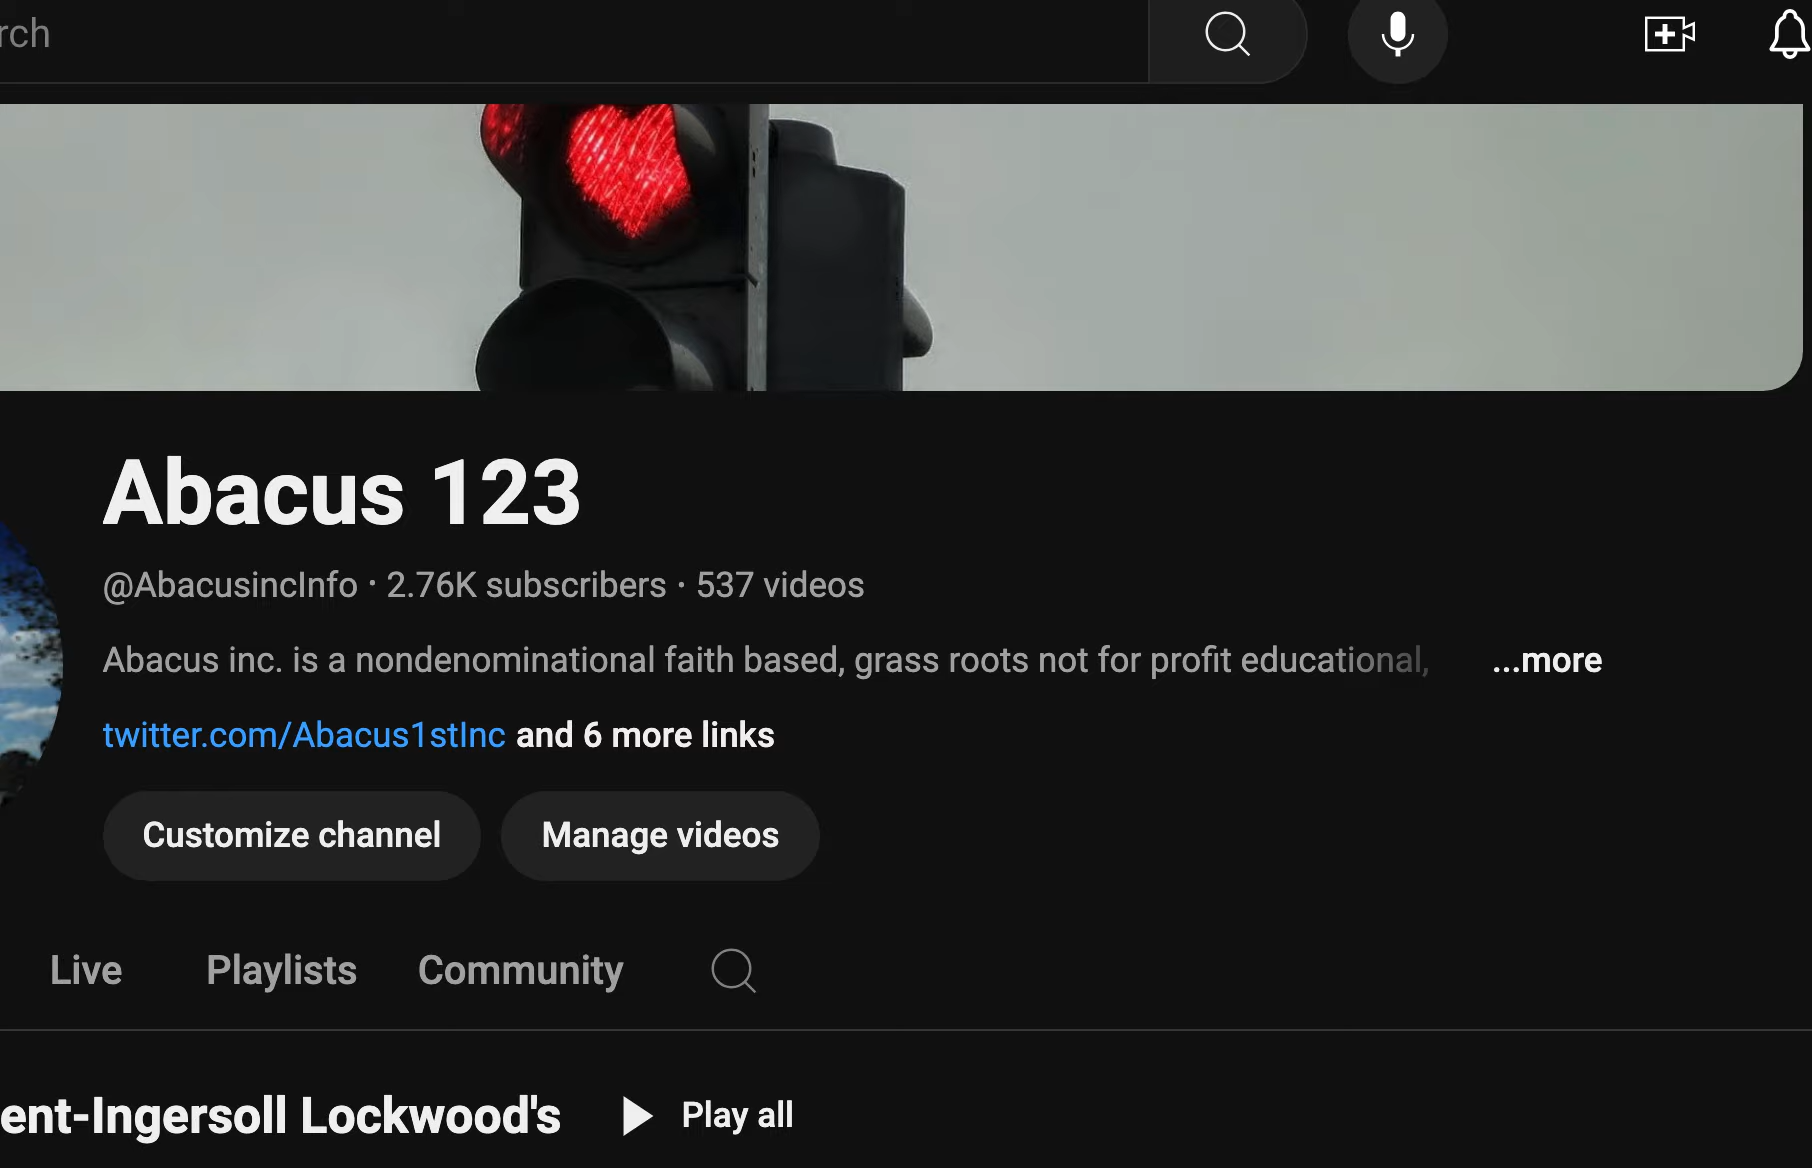 rch
Abacus 123
@AbacusincInfo · 2.76K subscribers · 537 videos
Abacus inc. is a nondenominational faith based, grass roots not for profit educational, ...more
twitter.com/Abacus1stInc and 6 more links
Customize channel Manage videos
Live Playlists Community
ent-Ingersoll Lockwood's Play all